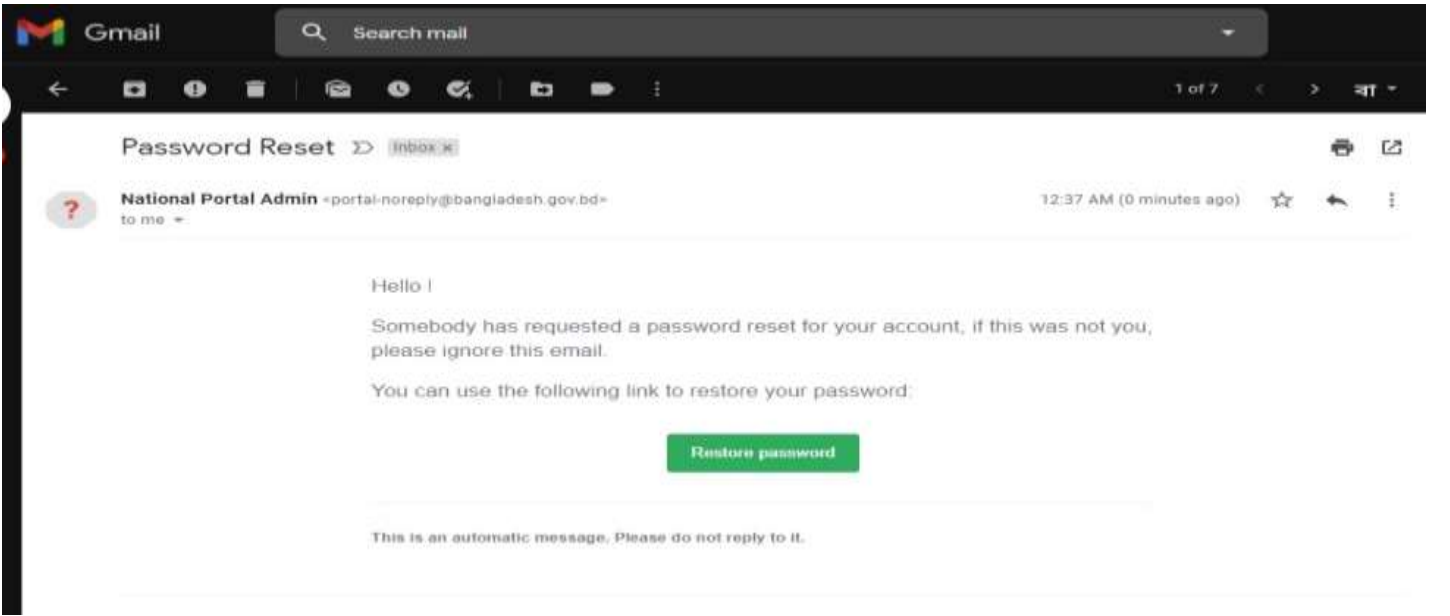 Gmail
Search mail
1 of 7
বা
Password Reset
Inbox x
National Portal Admin <portal-noreply@bangladesh.gov.bd>
12:37 AM (0 minutes ago)
to me
?
Hello !
Somebody has requested a password reset for your account, if this was not you,
please ignore this email.
You can use the following link to restore your password:
Restore password
This is an automatic message. Please do not reply to it.